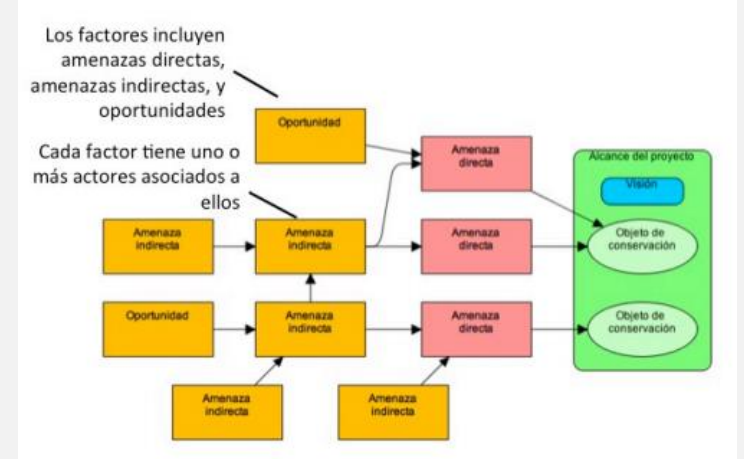 Los factores incluyen
amenazas directas,
amenazas indirectas, y
oportunidades
Cada factor tiene uno o
más actores asociados a
ellos
Oportunidad
Amenaza
directa
Alcance del proyecto
Visión
Amenaza
indirecta
Amenaza
indirecta
Amenaza
directa
Objeto de
conservación
Oportunidad
Amenaza
indirecta
Amenaza
directa
Objeto de
conservación
Amenaza
indirecta
Amenaza
indirecta